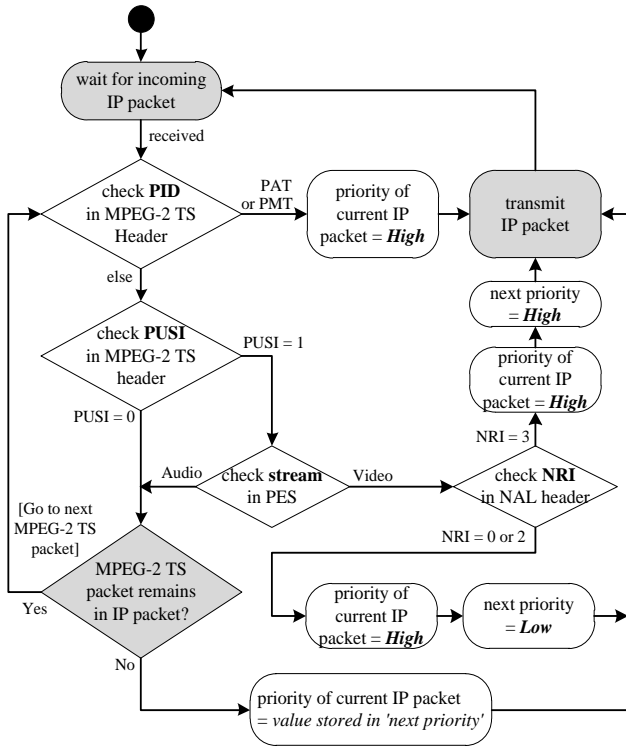 wait for incoming
IP packet
received
check PID
in MPEG-2 TS
Header
PAT
or PMT
priority of
current IP
packet = High
transmit
IP packet
else
next priority
= High
check PUSI
in MPEG-2 TS
header
PUSI = 1
priority of
current IP
packet = High
PUSI = 0
NRI = 3
Audio
check stream
in PES
Video
check NRI
in NAL header
[Go to next
MPEG-2 TS
packet]
NRI = 0 or 2
MPEG-2 TS
packet remains
in IP packet?
Yes
priority of
current IP
packet = High
next priority
= Low
No
priority of current IP packet
= value stored in 'next priority'